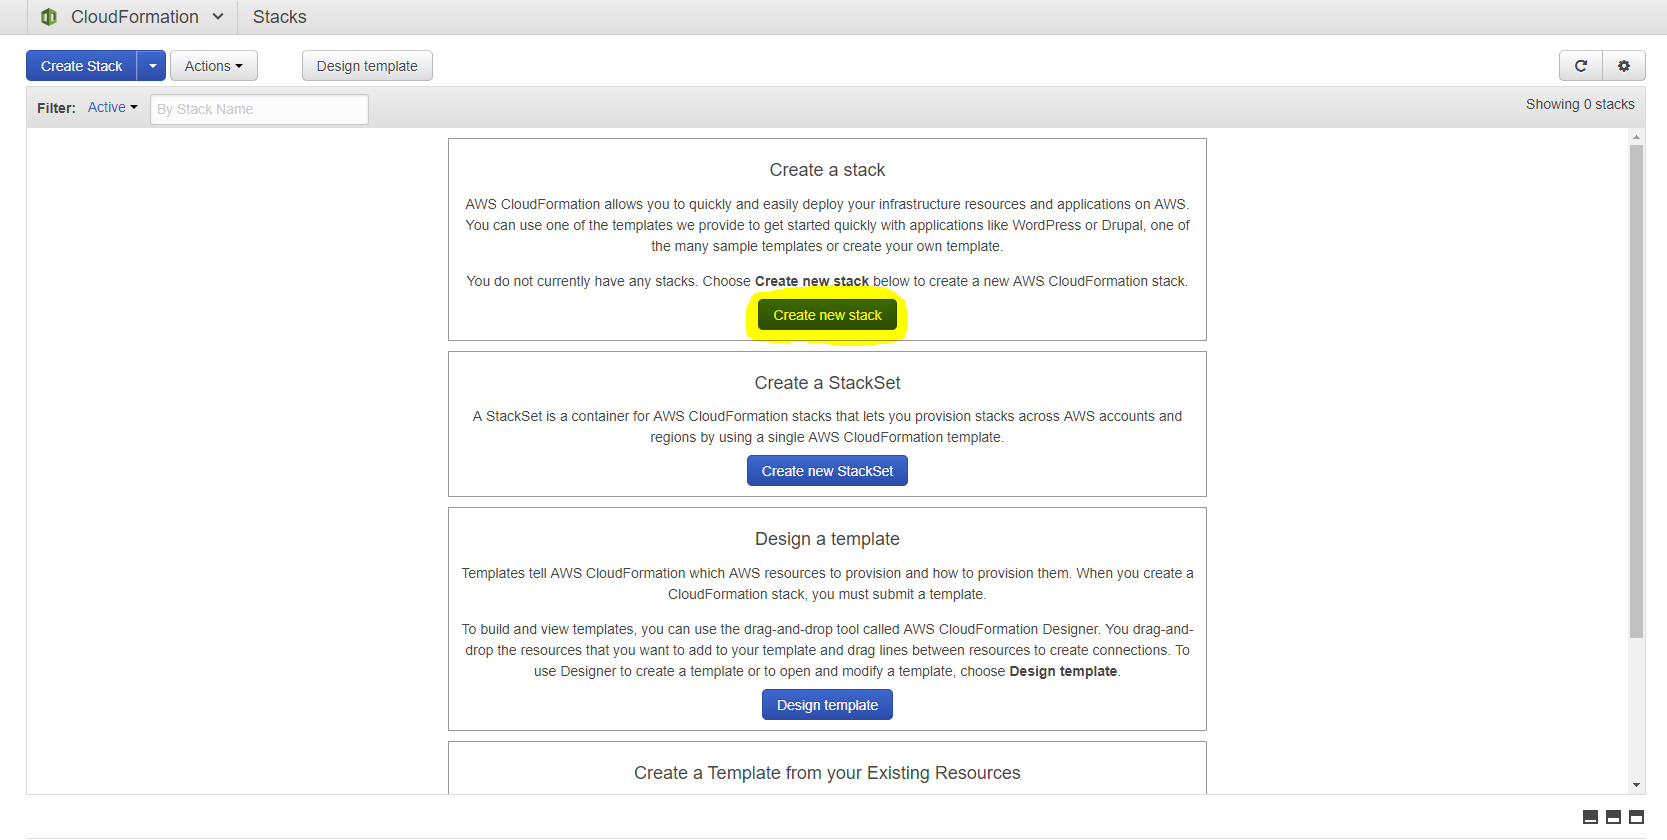 CloudFormation
Stacks
Create Stack
Actions
Design template
Filter:
Active
By Stack Name
Showing 0 stacks
Create a stack
AWS CloudFormation allows you to quickly and easily deploy your infrastructure resources and applications on AWS.
You can use one of the templates we provide to get started quickly with applications like WordPress or Drupal, one of
the many sample templates or create your own template.
You do not currently have any stacks. Choose Create new stack below to create a new AWS CloudFormation stack.
Create new stack
Create a StackSet
A StackSet is a container for AWS CloudFormation stacks that lets you provision stacks across AWS accounts and
regions by using a single AWS CloudFormation template.
Create new StackSet
Design a template
Templates tell AWS CloudFormation which AWS resources to provision and how to provision them. When you create a
CloudFormation stack, you must submit a template.
To build and view templates, you can use the drag-and-drop tool called AWS CloudFormation Designer. You drag-and-
drop the resources that you want to add to your template and drag lines between resources to create connections. To
use Designer to create a template or to open and modify a template, choose Design template.
Design template
Create a Template from your Existing Resources